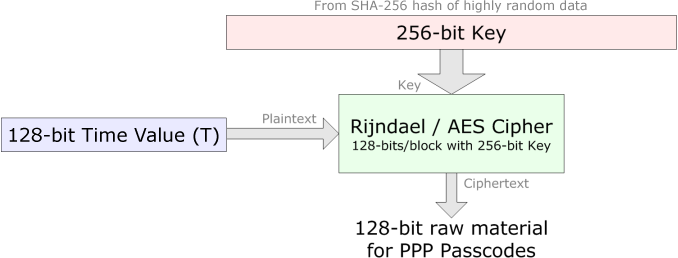 From SHA-256 hash of highly random data
256-bit Key
Key
Plaintext
128-bit Time Value (T)
Rijndael / AES Cipher
128-bits/block with 256-bit Key
Ciphertext
128-bit raw material
for PPP Passcodes